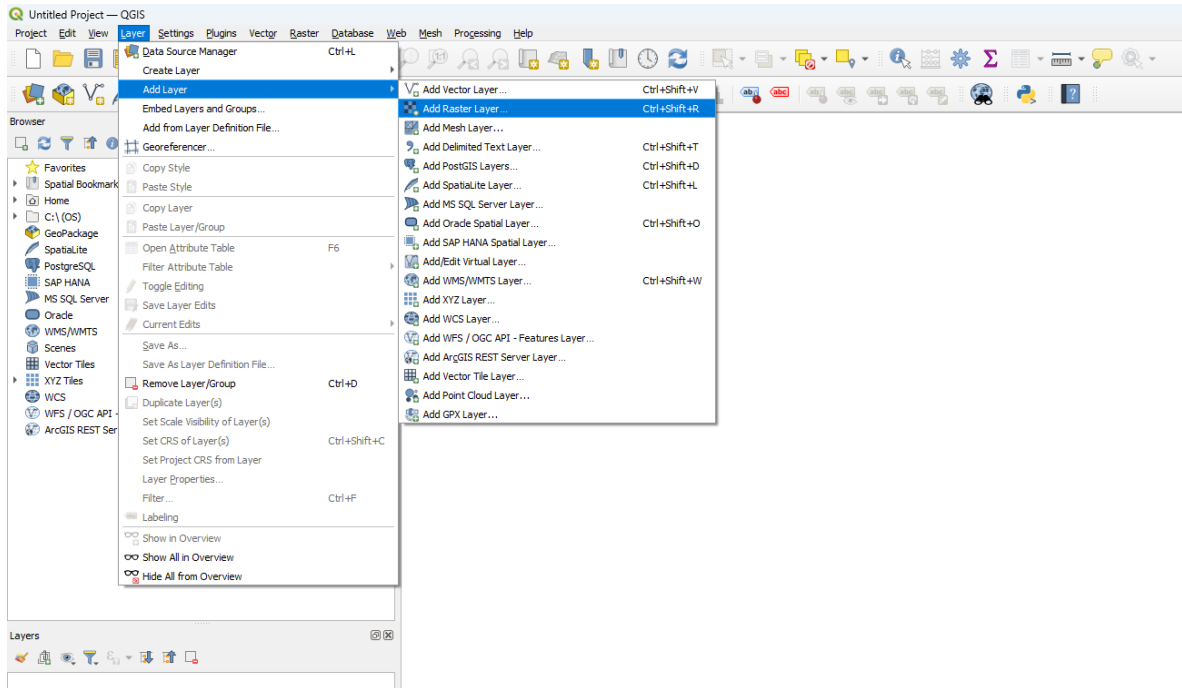 Untitled Project — QGIS
Project Edit View Layer Settings Plugins Vector Raster Database Web Mesh Processing Help
Data Source Manager Ctrl+L
Create Layer
Add Layer
Embed Layers and Groups...
Add from Layer Definition File...
Georeferencer...
Copy Style
Paste Style
Copy Layer
Paste Layer/Group
Open Attribute Table F6
Filter Attribute Table
Toggle Editing
Save Layer Edits
Current Edits
Save As...
Save As Layer Definition File...
Remove Layer/Group Ctrl+D
Duplicate Layer(s)
Set Scale Visibility of Layer(s)
Set CRS of Layer(s) Ctrl+Shift+C
Set Project CRS from Layer
Layer Properties...
Filter... Ctrl+F
Labeling
Show in Overview
Show All in Overview
Hide All from Overview
Add Vector Layer... Ctrl+Shift+V
Add Raster Layer... Ctrl+Shift+R
Add Mesh Layer...
Add Delimited Text Layer... Ctrl+Shift+T
Add PostGIS Layers... Ctrl+Shift+D
Add SpatiaLite Layer... Ctrl+Shift+L
Add MS SQL Server Layer...
Add Oracle Spatial Layer... Ctrl+Shift+O
Add SAP HANA Spatial Layer...
Add/Edit Virtual Layer...
Add WMS/WMTS Layer... Ctrl+Shift+W
Add XYZ Layer...
Add WCS Layer...
Add WFS / OGC API - Features Layer...
Add ArcGIS REST Server Layer...
Add Vector Tile Layer...
Add Point Cloud Layer...
Add GPX Layer...
Browser
Favorites
Spatial Bookmark
Home
C:\ (OS)
GeoPackage
SpatiaLite
PostgreSQL
SAP HANA
MS SQL Server
Oracle
WMS/WMTS
Scenes
Vector Tiles
XYZ Tiles
WCS
WFS / OGC API -
ArcGIS REST Ser
Layers